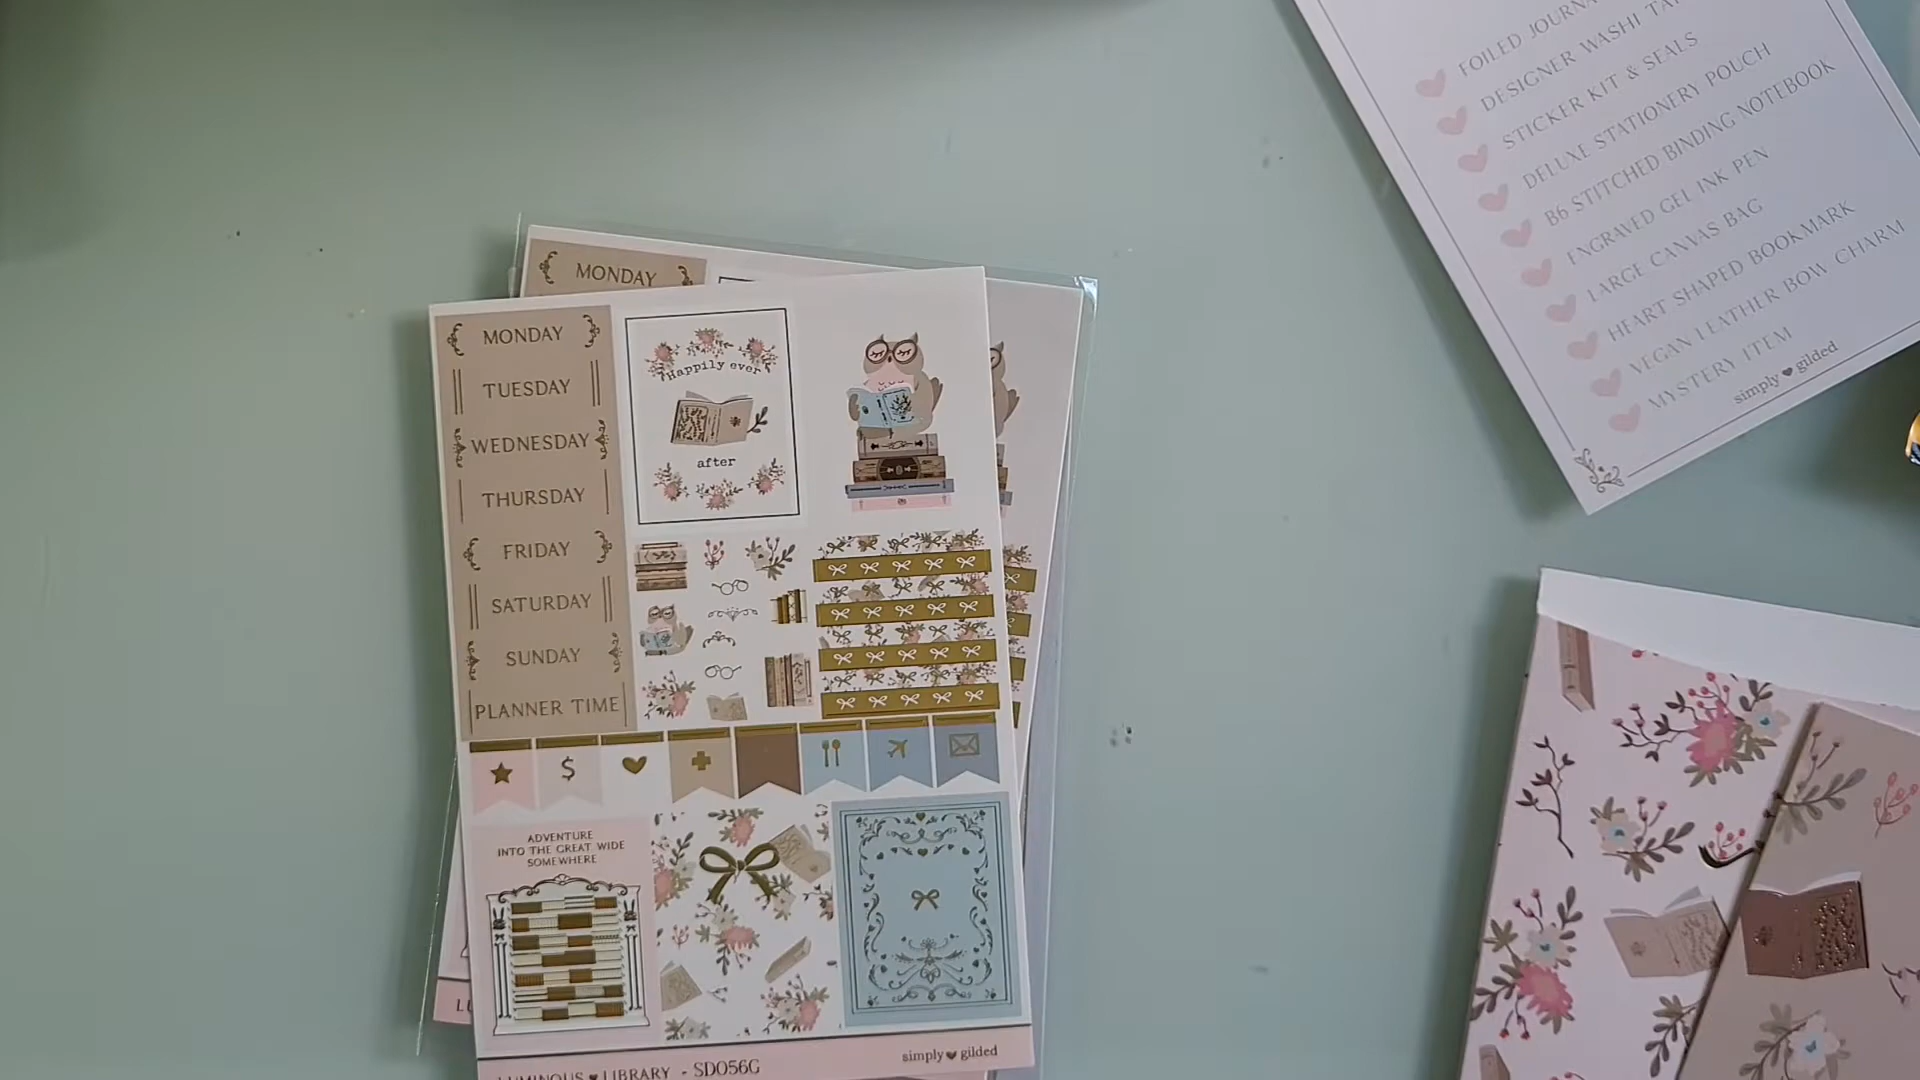 MONDAY
MONDAY
TUESDAY
WEDNESDAY
THURSDAY
FRIDAY
SATURDAY
SUNDAY
PLANNER TIME
Happily ever
after
$
ADVENTURE
INTO THE GREAT WIDE
SOMEWHERE
LUMINOUS ♥ LIBRARY - SD056G
simply ♥ gilded
FOILED
DESIGNER WASHI
STICKER KIT & SEALS
DELUXE STATIONERY POUCH
B6 STITCHED BINDING NOTEBOOK
ENGRAVED GEL INK PEN
LARGE CANVAS BAG
HEART SHAPED BOOKMARK
VEGAN LEATHER BOW CHARM
MYSTERY ITEM
simply ♥ gilded